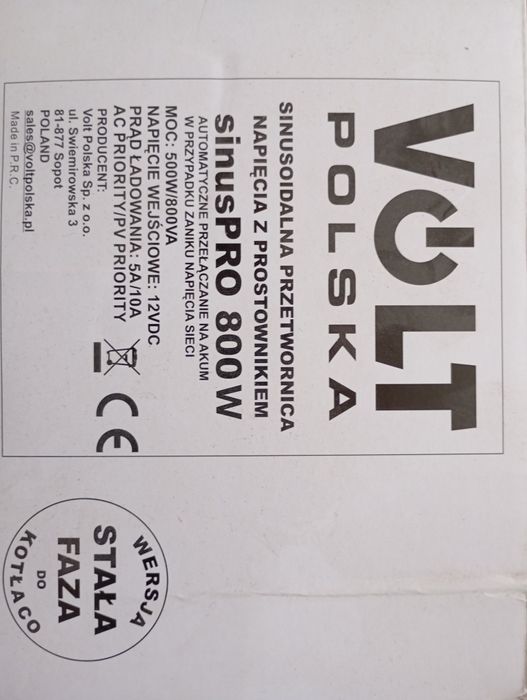 VOLT
POLSKA
SINUSOIDALNA PRZETWORNICA
NAPIĘCIA Z PROSTOWNIKIEM
sinusPRO 800 W
AUTOMATYCZNE PRZEŁĄCZANIE NA AKUM
W PRZYPADKU ZANIKU NAPIĘCIA SIECI
MOC: 500W/800VA
NAPIĘCIE WEJŚCIOWE: 12VDC
PRĄD ŁADOWANIA: 5A/10A
AC PRIORITY/PV PRIORITY
PRODUCENT:
Volt Polska Sp. z o.o.
ul. Świemirowska 3
81-877 Sopot
POLAND
sales@voltpolska.pl
Made in P.R.C.
CE
WERSJA
STAŁA
FAZA
DO
KOTŁA CO